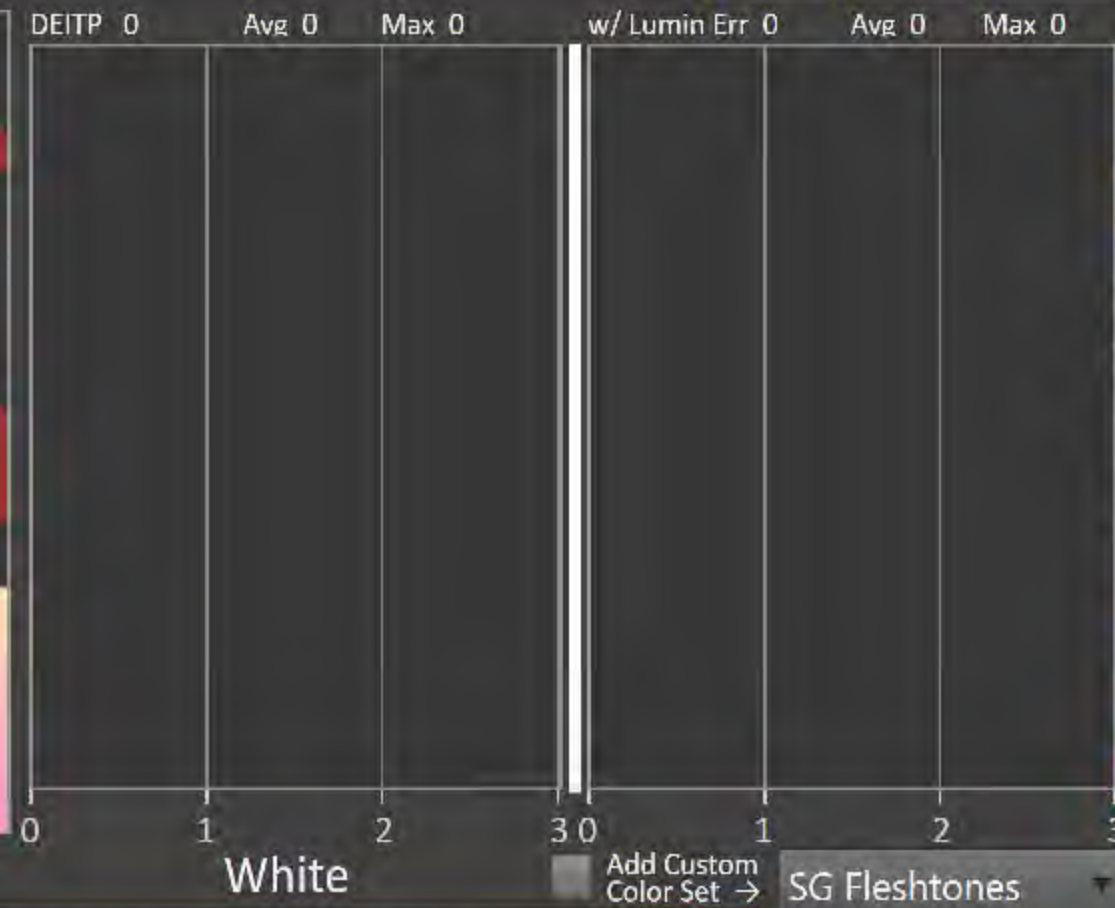 DEITP 0 Avg 0 Max 0 w/ Lumin Err 0 Avg 0 Max 0
0 1 2 3 0 1 2 3
White
Add Custom
Color Set →
SG Fleshtones